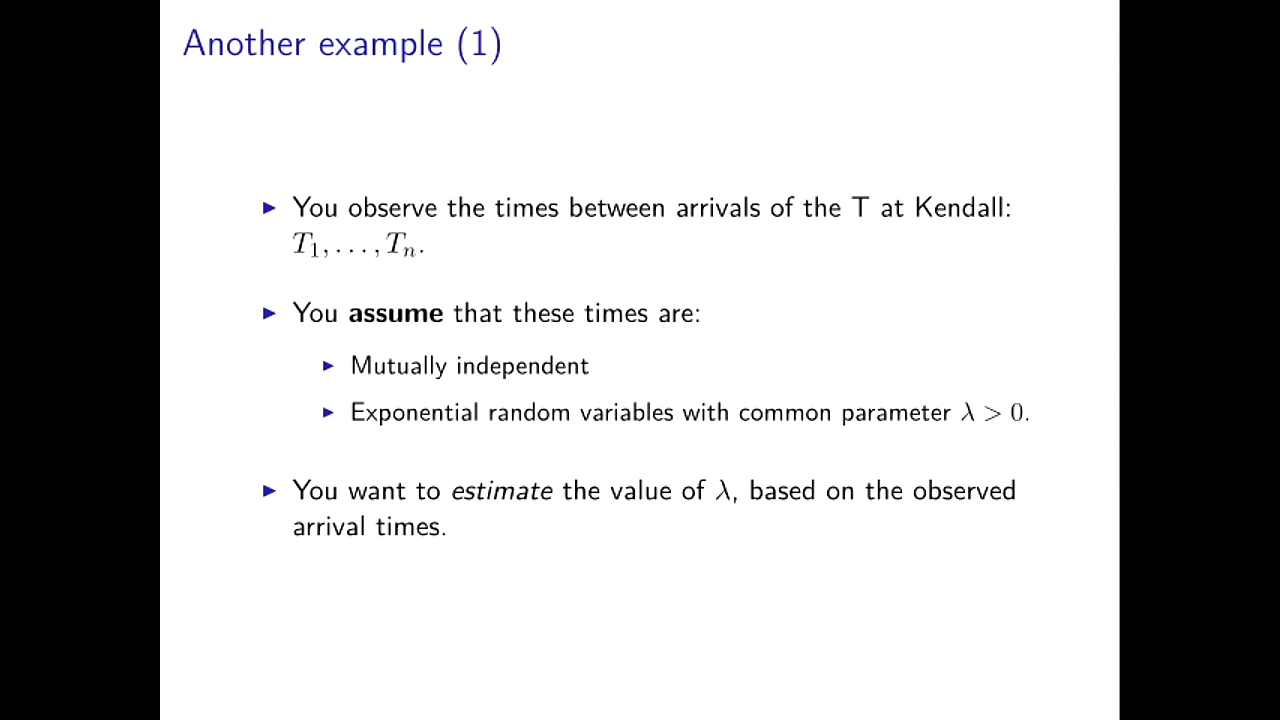 Another example (1)
► You observe the times between arrivals of the T at Kendall:
T₁, . . . , Tₙ.
► You assume that these times are:
► Mutually independent
► Exponential random variables with common parameter λ > 0.
► You want to estimate the value of λ, based on the observed
arrival times.